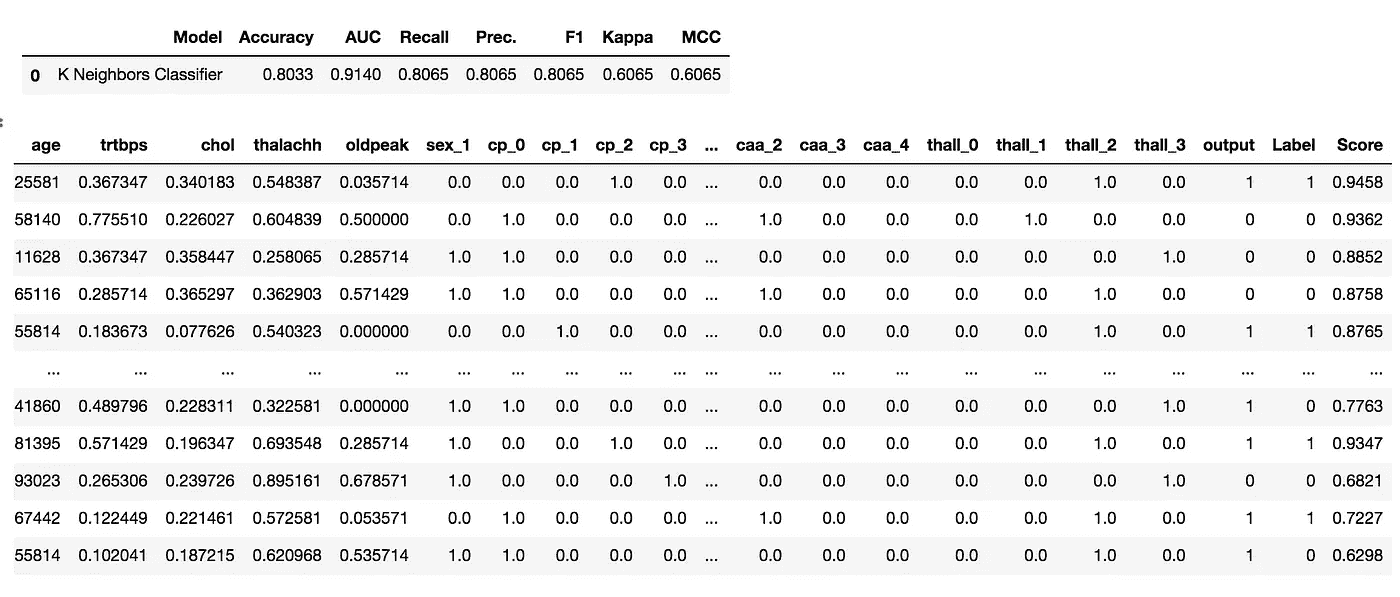 Model Accuracy AUC Recall Prec. F1 Kappa MCC
0 K Neighbors Classifier 0.8033 0.9140 0.8065 0.8065 0.8065 0.6065 0.6065
age trtbps chol thalachh oldpeak sex_1 cp_0 cp_1 cp_2 cp_3 ... caa_2 caa_3 caa_4 thall_0 thall_1 thall_2 thall_3 output Label Score
25581 0.367347 0.340183 0.548387 0.035714 0.0 0.0 0.0 1.0 0.0 ... 0.0 0.0 0.0 0.0 0.0 1.0 0.0 1 1 0.9458
58140 0.775510 0.226027 0.604839 0.500000 0.0 1.0 0.0 0.0 0.0 ... 1.0 0.0 0.0 0.0 1.0 0.0 0.0 0 0 0.9362
11628 0.367347 0.358447 0.258065 0.285714 1.0 1.0 0.0 0.0 0.0 ... 0.0 0.0 0.0 0.0 0.0 0.0 1.0 0 0 0.8852
65116 0.285714 0.365297 0.362903 0.571429 1.0 1.0 0.0 0.0 0.0 ... 1.0 0.0 0.0 0.0 0.0 1.0 0.0 0 0 0.8758
55814 0.183673 0.077626 0.540323 0.000000 0.0 0.0 1.0 0.0 0.0 ... 0.0 0.0 0.0 0.0 0.0 1.0 0.0 1 1 0.8765
... ... ... ... ... ... ... ... ... ... ... ... ... ... ... ... ... ... ... ... ...
41860 0.489796 0.228311 0.322581 0.000000 1.0 1.0 0.0 0.0 0.0 ... 0.0 0.0 0.0 0.0 0.0 0.0 1.0 1 0 0.7763
81395 0.571429 0.196347 0.693548 0.285714 1.0 0.0 0.0 1.0 0.0 ... 0.0 0.0 0.0 0.0 0.0 1.0 0.0 1 1 0.9347
93023 0.265306 0.239726 0.895161 0.678571 1.0 0.0 0.0 0.0 1.0 ... 0.0 0.0 0.0 0.0 0.0 0.0 1.0 0 0 0.6821
67442 0.122449 0.221461 0.572581 0.053571 0.0 1.0 0.0 0.0 0.0 ... 1.0 0.0 0.0 0.0 0.0 1.0 0.0 1 1 0.7227
55814 0.102041 0.187215 0.620968 0.535714 1.0 1.0 0.0 0.0 0.0 ... 0.0 0.0 0.0 0.0 0.0 1.0 0.0 1 0 0.6298